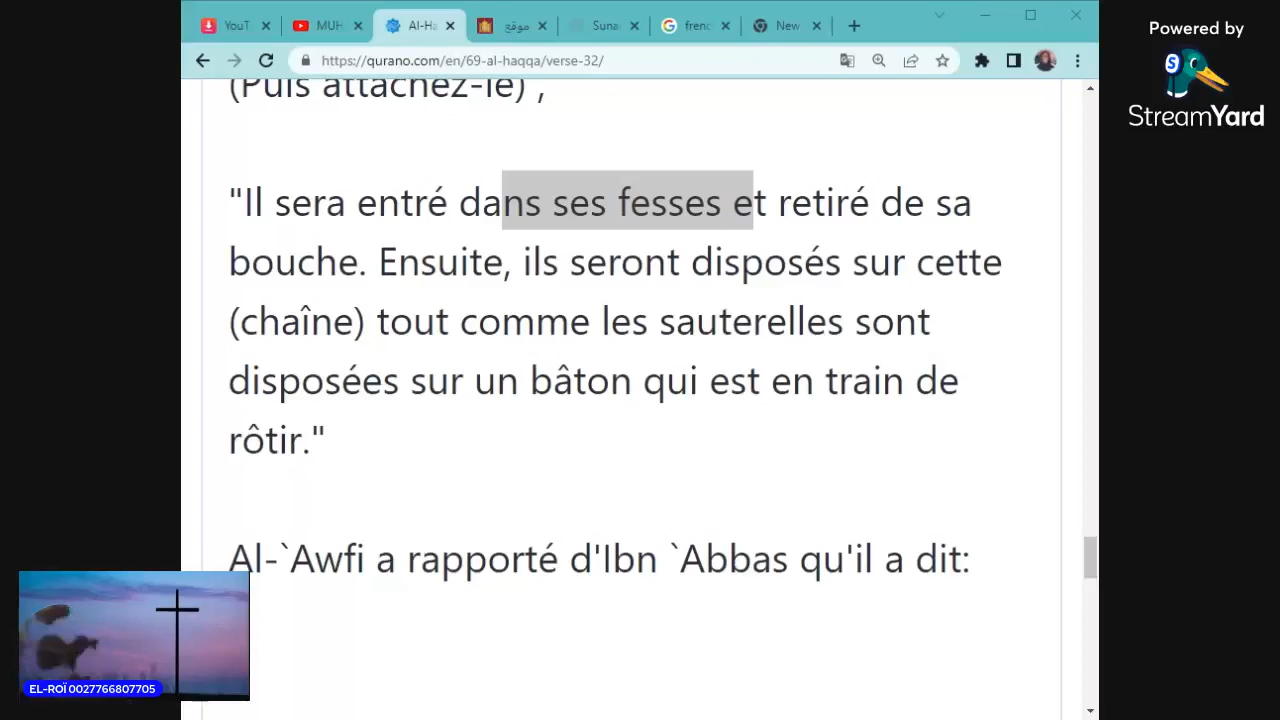 YouT
MUH
Al-Ha
موقع
Suna
frenc
New
https://qurano.com/en/69-al-haqqa/verse-32/
Powered by
StreamYard
(Puis attachez-le) ,
"Il sera entré dans ses fesses et retiré de sa
bouche. Ensuite, ils seront disposés sur cette
(chaîne) tout comme les sauterelles sont
disposées sur un bâton qui est en train de
rôtir."
Al-`Awfi a rapporté d'Ibn `Abbas qu'il a dit:
EL-ROÏ 0027766807705